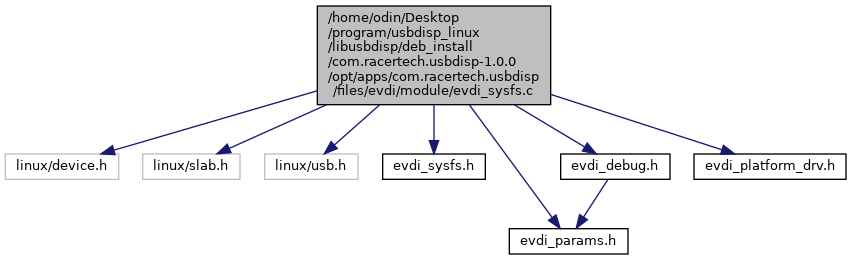 /home/odin/Desktop
/program/usbdisp_linux
/libusbdisp/deb_install
/com.racertech.usbdisp-1.0.0
/opt/apps/com.racertech.usbdisp
/files/evdi/module/evdi_sysfs.c
linux/device.h
linux/slab.h
linux/usb.h
evdi_sysfs.h
evdi_debug.h
evdi_platform_drv.h
evdi_params.h